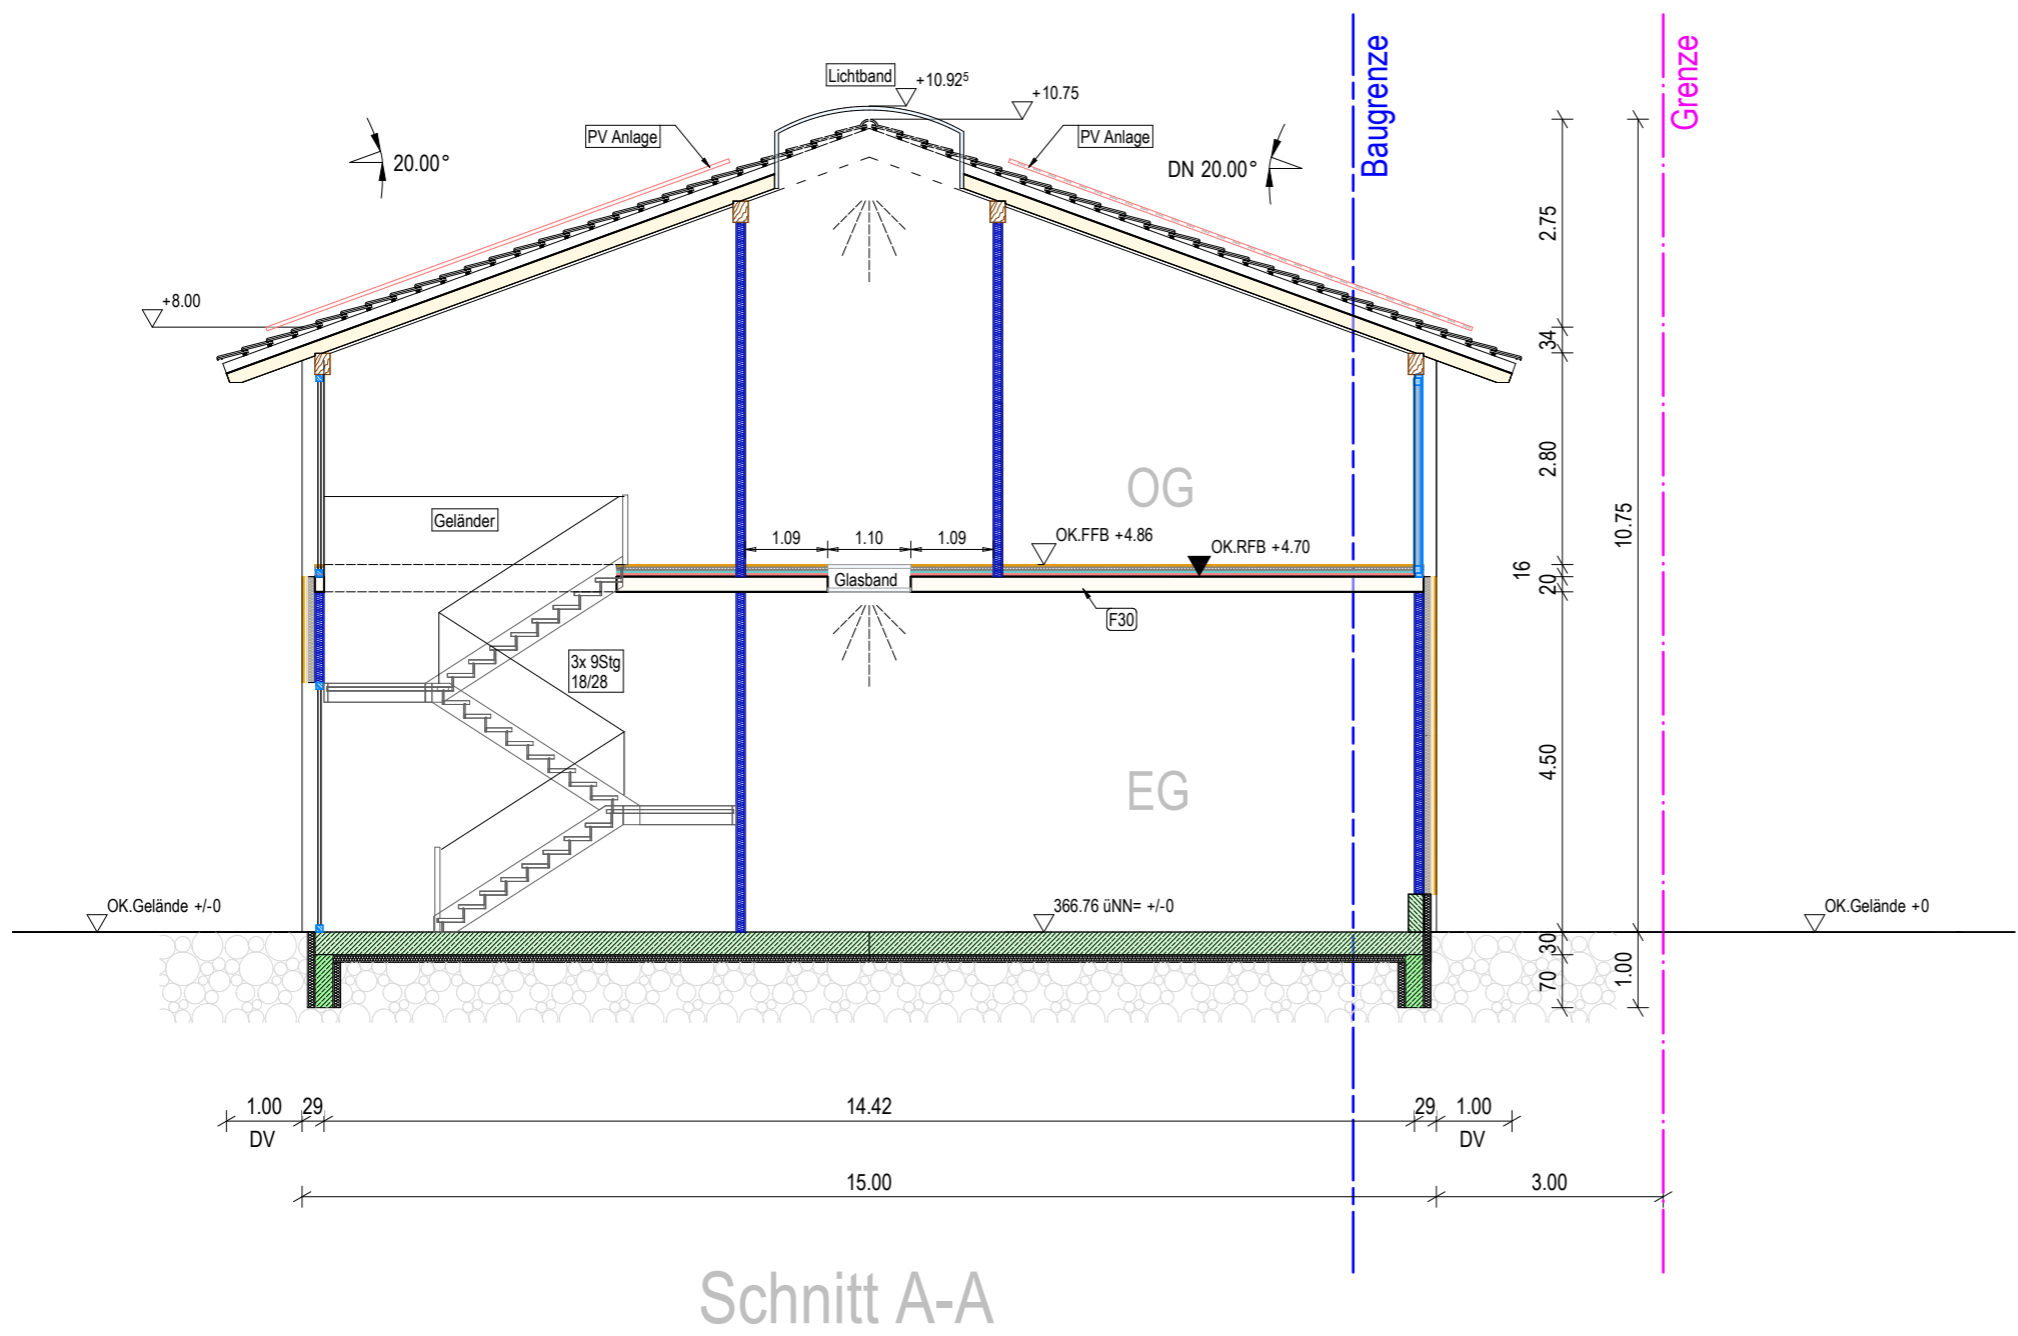 Baugrenze
Grenze
Lichtband
+10.92⁵
+10.75
PV Anlage
PV Anlage
20.00°
DN 20.00°
2.75
+8.00
34
2.80
10.75
OG
Geländer
1.09
1.10
1.09
OK.FFB +4.86
OK.RFB +4.70
16
20
Glasband
F30
3x 9Stg
18/28
4.50
EG
OK.Gelände +/-0
366.76 üNN= +/-0
OK.Gelände +0
30
1.00
70
1.00
29
14.42
29
1.00
DV
DV
15.00
3.00
Schnitt A-A